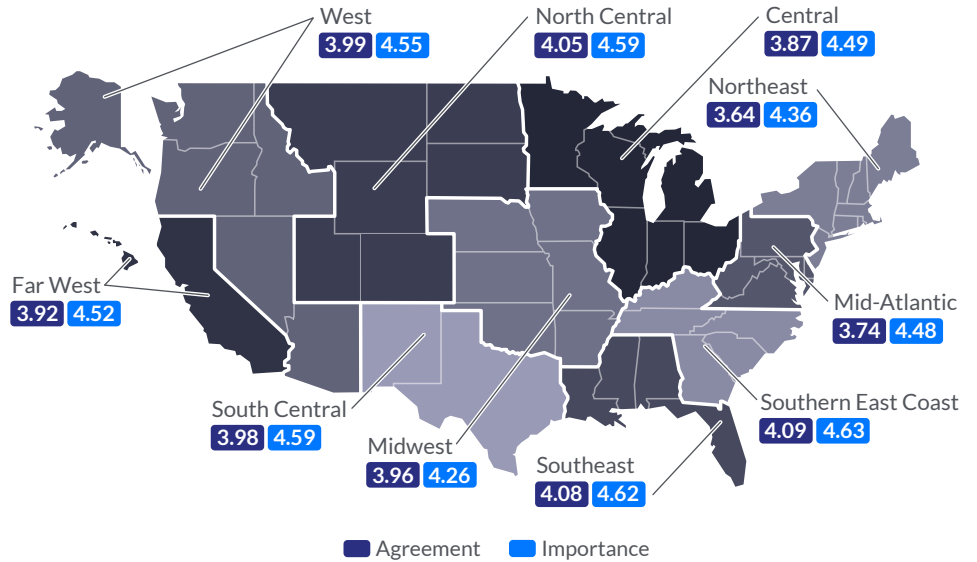 West
3.99 4.55
North Central
4.05 4.59
Central
3.87 4.49
Northeast
3.64 4.36
Far West
3.92 4.52
Mid-Atlantic
3.74 4.48
South Central
3.98 4.59
Midwest
3.96 4.26
Southeast
4.08 4.62
Southern East Coast
4.09 4.63
Agreement Importance